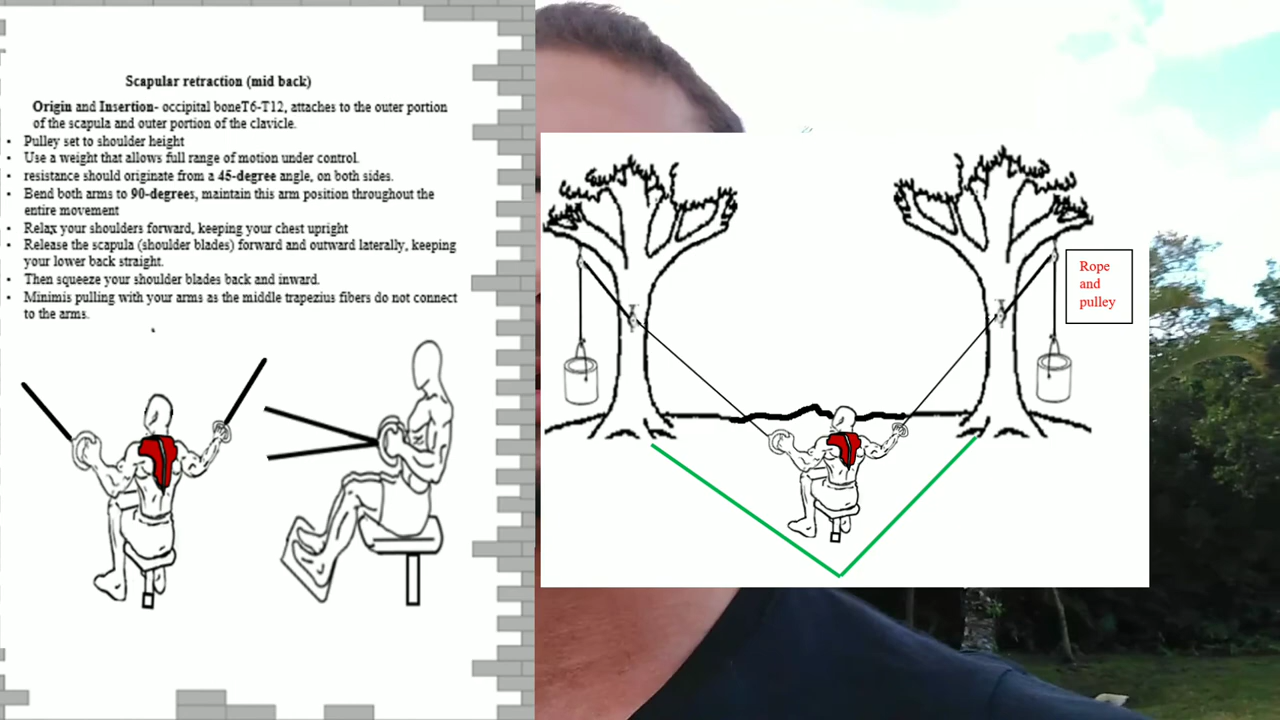 Scapular retraction (mid back)
Origin and Insertion- occipital boneT6-T12, attaches to the outer portion
of the scapula and outer portion of the clavicle.
• Pulley set to shoulder height
• Use a weight that allows full range of motion under control.
• resistance should originate from a 45-degree angle, on both sides.
• Bend both arms to 90-degrees, maintain this arm position throughout the
entire movement
• Relax your shoulders forward, keeping your chest upright
• Release the scapula (shoulder blades) forward and outward laterally, keeping
your lower back straight.
• Then squeeze your shoulder blades back and inward.
• Minimis pulling with your arms as the middle trapezius fibers do not connect
to the arms.
Rope
and
pulley